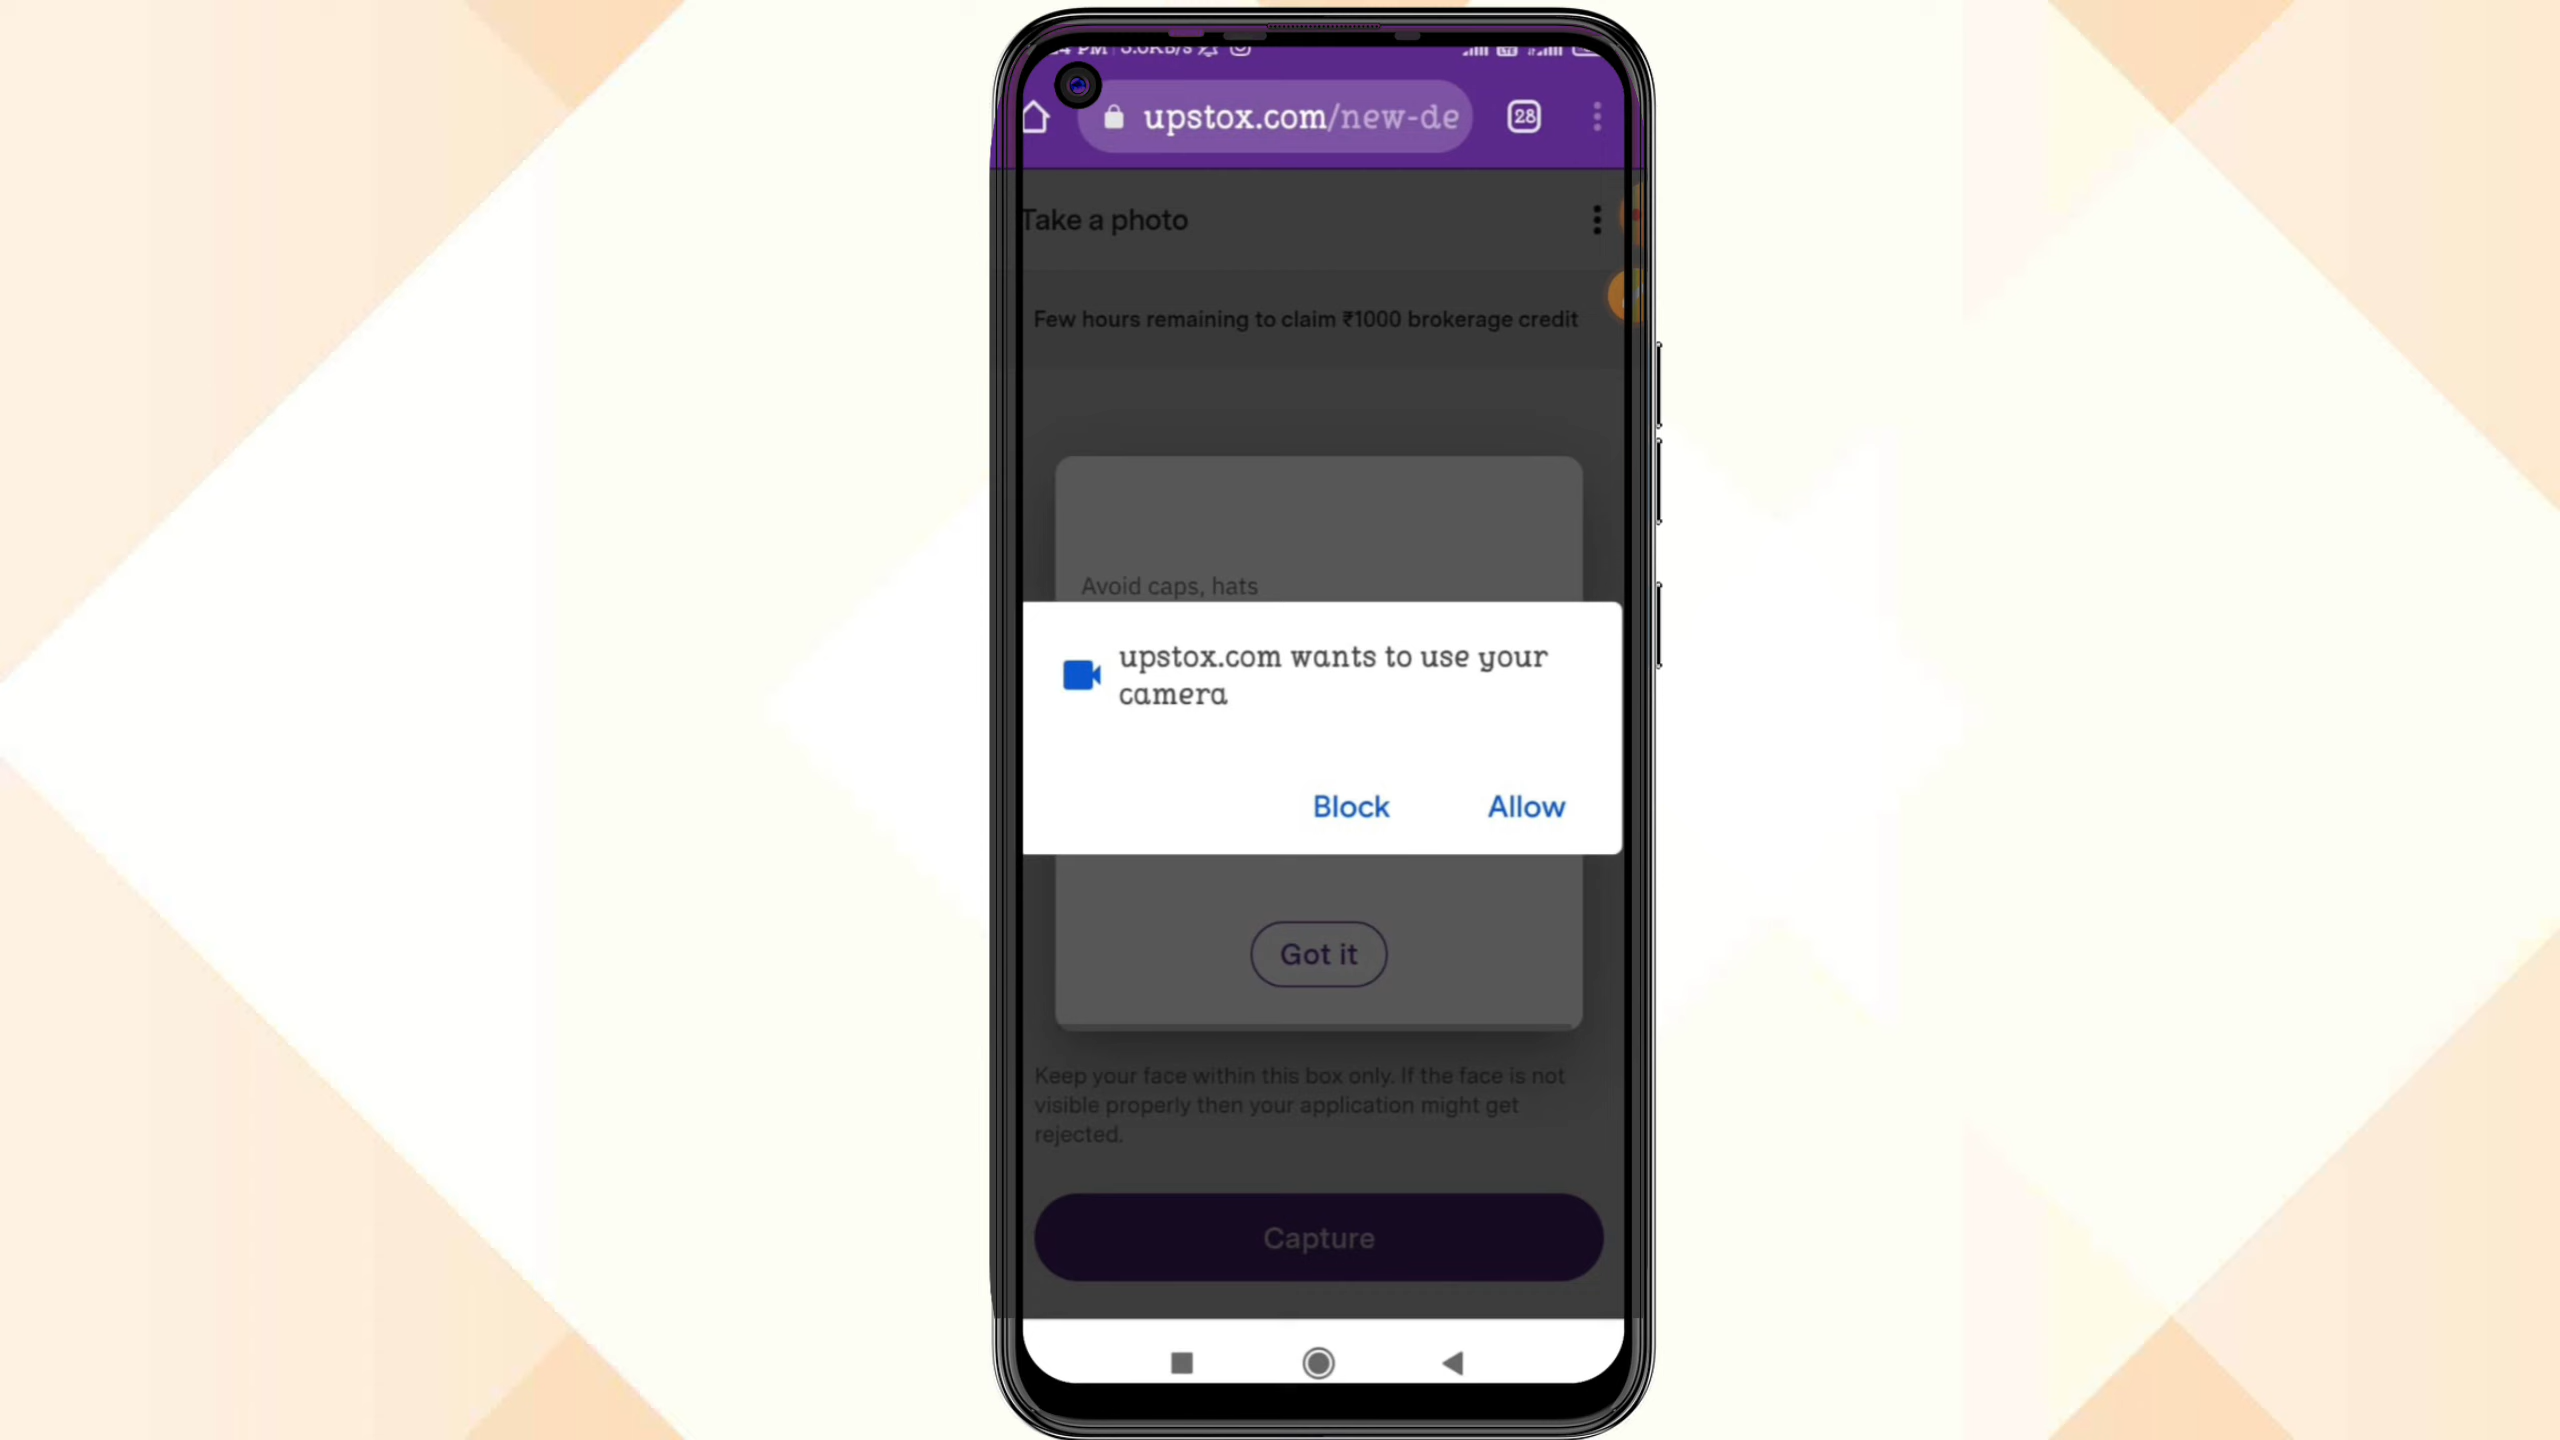 upstox.com/new-de
28
Take a photo
Few hours remaining to claim ₹1000 brokerage credit
Avoid caps, hats
upstox.com wants to use your
camera
Block
Allow
Got it
Keep your face within this box only. If the face is not
visible properly then your application might get
rejected.
Capture